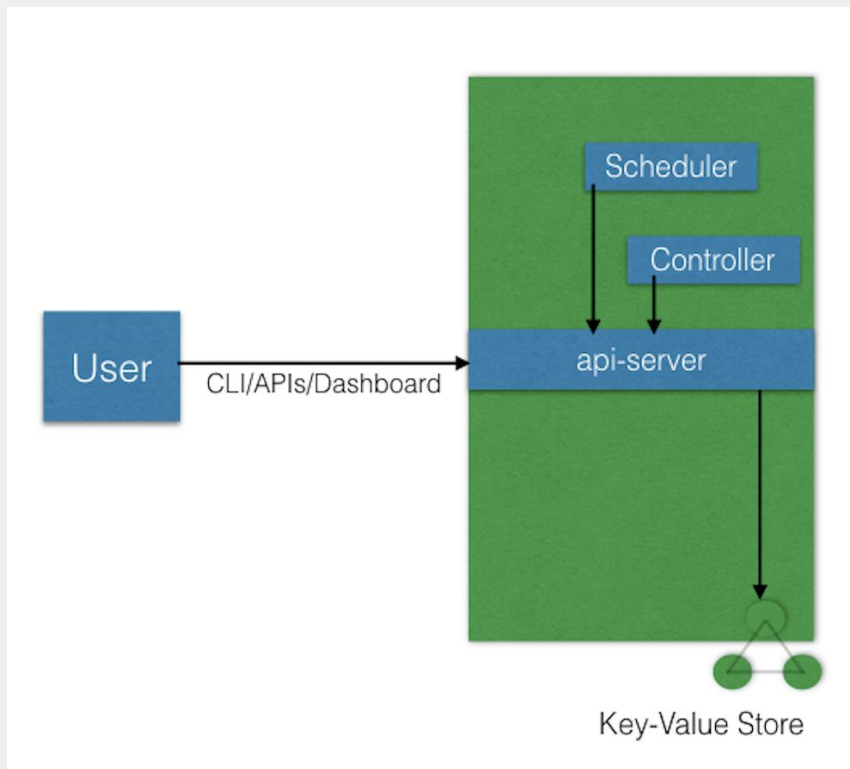 Scheduler
Controller
User
CLI/APIs/Dashboard
api-server
Key-Value Store